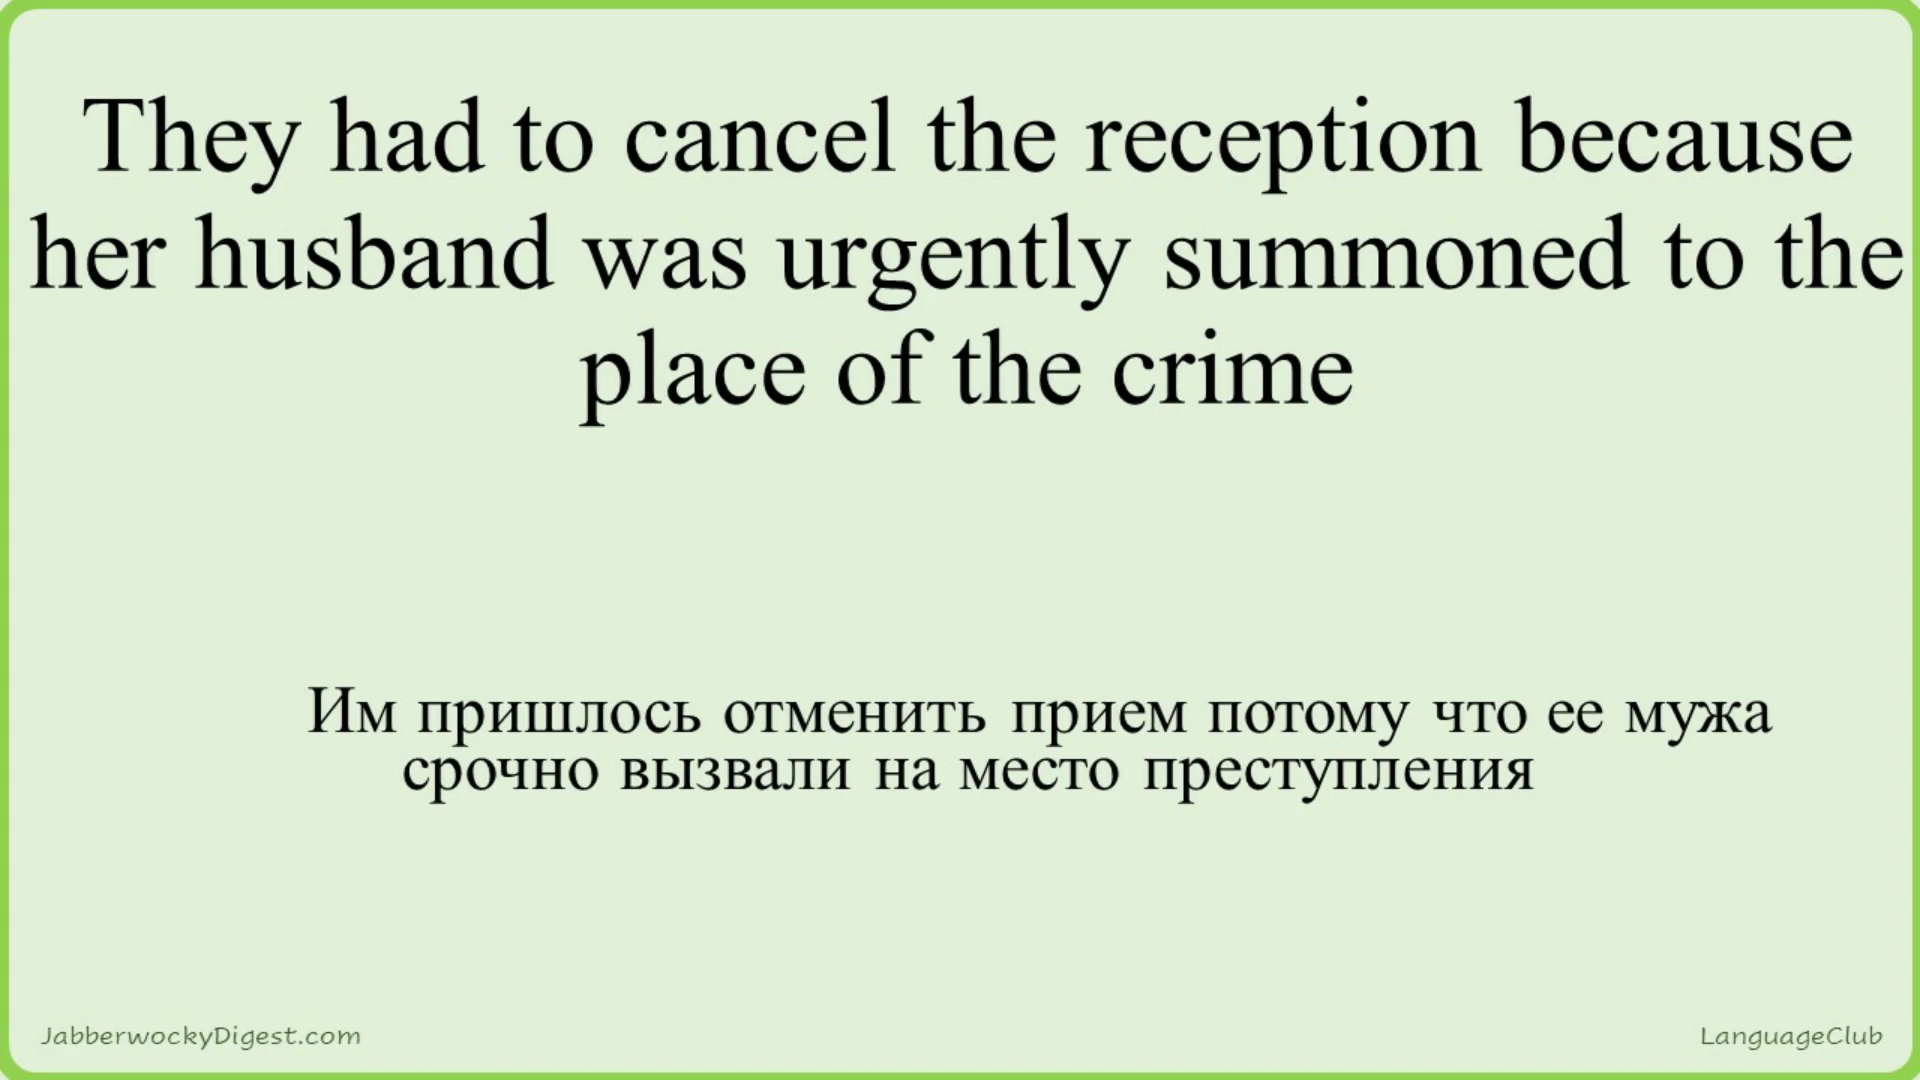 They had to cancel the reception because
her husband was urgently summoned to the
place of the crime
Им пришлось отменить прием потому что ее мужа
срочно вызвали на место преступления
JabberwockyDigest.com
LanguageClub